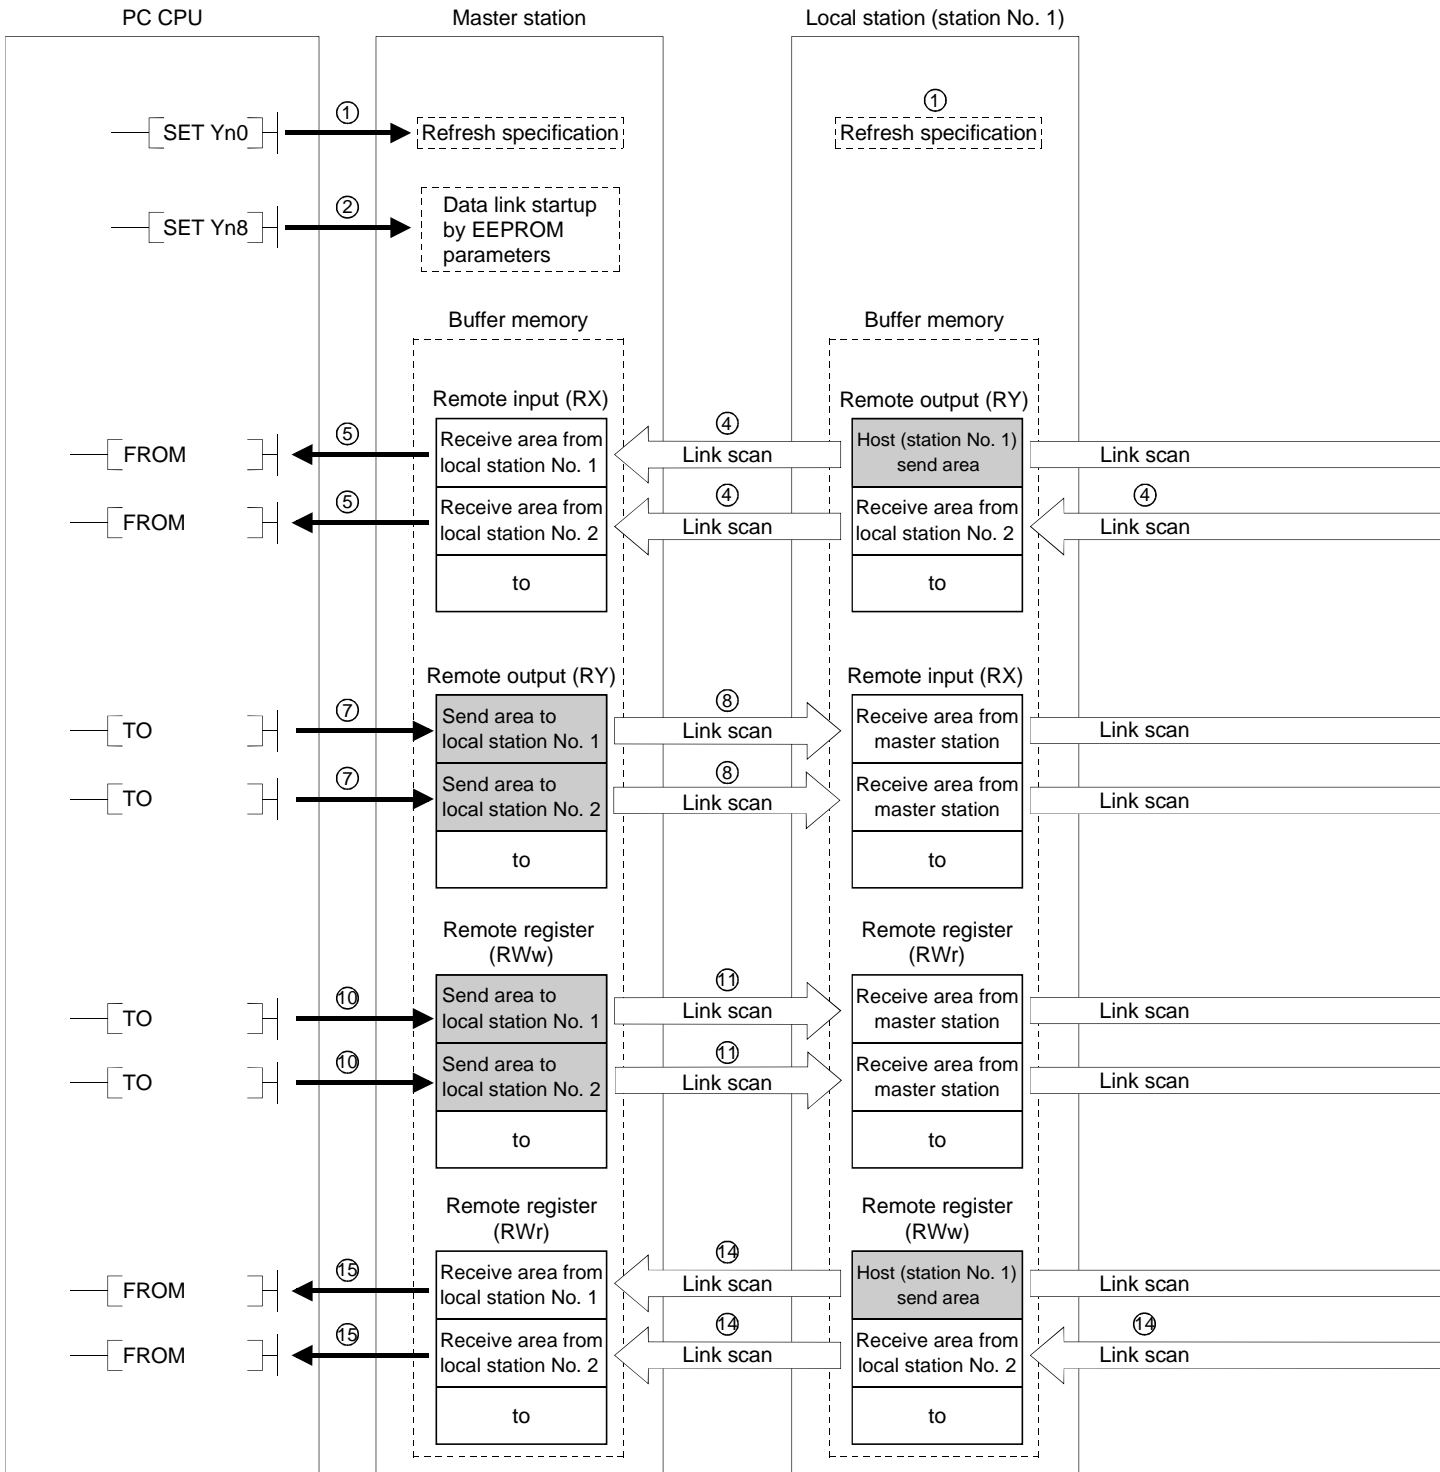 PC CPU
Master station
Local station (station No. 1)
SET Yn0
①
Refresh specification
①
Refresh specification
SET Yn8
②
Data link startup
by EEPROM
parameters
Buffer memory
Buffer memory
Remote input (RX)
Remote output (RY)
FROM
⑤
Receive area from
local station No. 1
④
Link scan
Host (station No. 1)
send area
Link scan
FROM
⑤
Receive area from
local station No. 2
④
Link scan
Receive area from
local station No. 2
④
Link scan
to
to
Remote output (RY)
Remote input (RX)
TO
⑦
Send area to
local station No. 1
⑧
Link scan
Receive area from
master station
Link scan
TO
⑦
Send area to
local station No. 2
⑧
Link scan
Receive area from
master station
Link scan
to
to
Remote register
(RWw)
Remote register
(RWr)
TO
⑩
Send area to
local station No. 1
⑪
Link scan
Receive area from
master station
Link scan
TO
⑩
Send area to
local station No. 2
⑪
Link scan
Receive area from
master station
Link scan
to
to
Remote register
(RWr)
Remote register
(RWw)
FROM
⑮
Receive area from
local station No. 1
⑭
Link scan
Host (station No. 1)
send area
Link scan
FROM
⑮
Receive area from
local station No. 2
⑭
Link scan
Receive area from
local station No. 2
⑭
Link scan
to
to